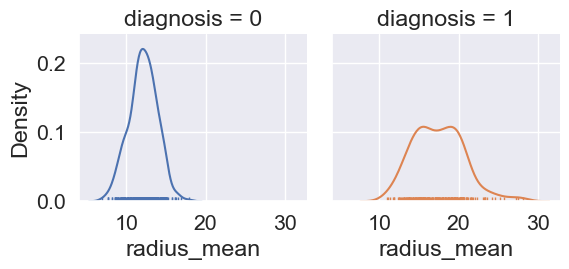 diagnosis = 0
diagnosis = 1
Density
0.2
0.1
0.0
10 20 30
10 20 30
radius_mean
radius_mean